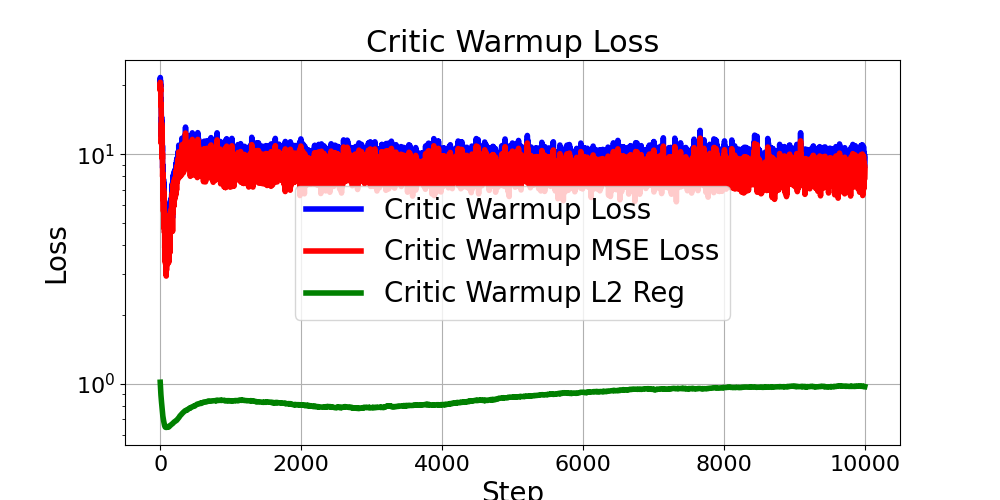 Critic Warmup Loss
10¹
10⁰
Loss
Critic Warmup Loss
Critic Warmup MSE Loss
Critic Warmup L2 Reg
0 2000 4000 6000 8000 10000
Step